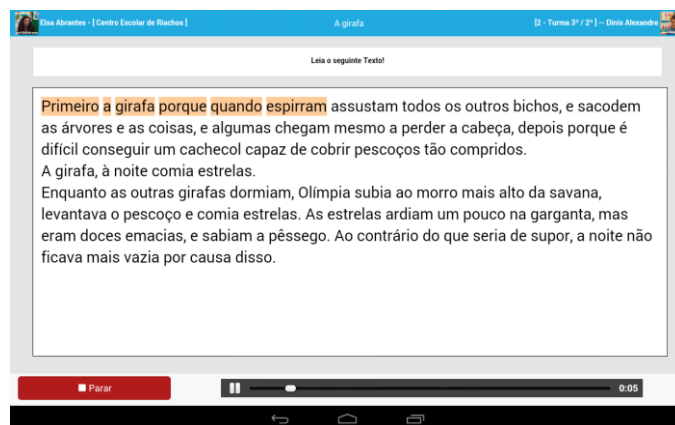 Elsa Abrantes - [ Centro Escolar de Riachos ]
A girafa
[2 - Turma 3º / 2º ] -- Dinis Alexandre
Leia o seguinte Texto!
Primeiro a girafa porque quando espirram assustam todos os outros bichos, e sacodem
as árvores e as coisas, e algumas chegam mesmo a perder a cabeça, depois porque é
difícil conseguir um cachecol capaz de cobrir pescoços tão compridos.
A girafa, à noite comia estrelas.
Enquanto as outras girafas dormiam, Olímpia subia ao morro mais alto da savana,
levantava o pescoço e comia estrelas. As estrelas ardiam um pouco na garganta, mas
eram doces emacias, e sabiam a pêssego. Ao contrário do que seria de supor, a noite não
ficava mais vazia por causa disso.
Parar
0:05